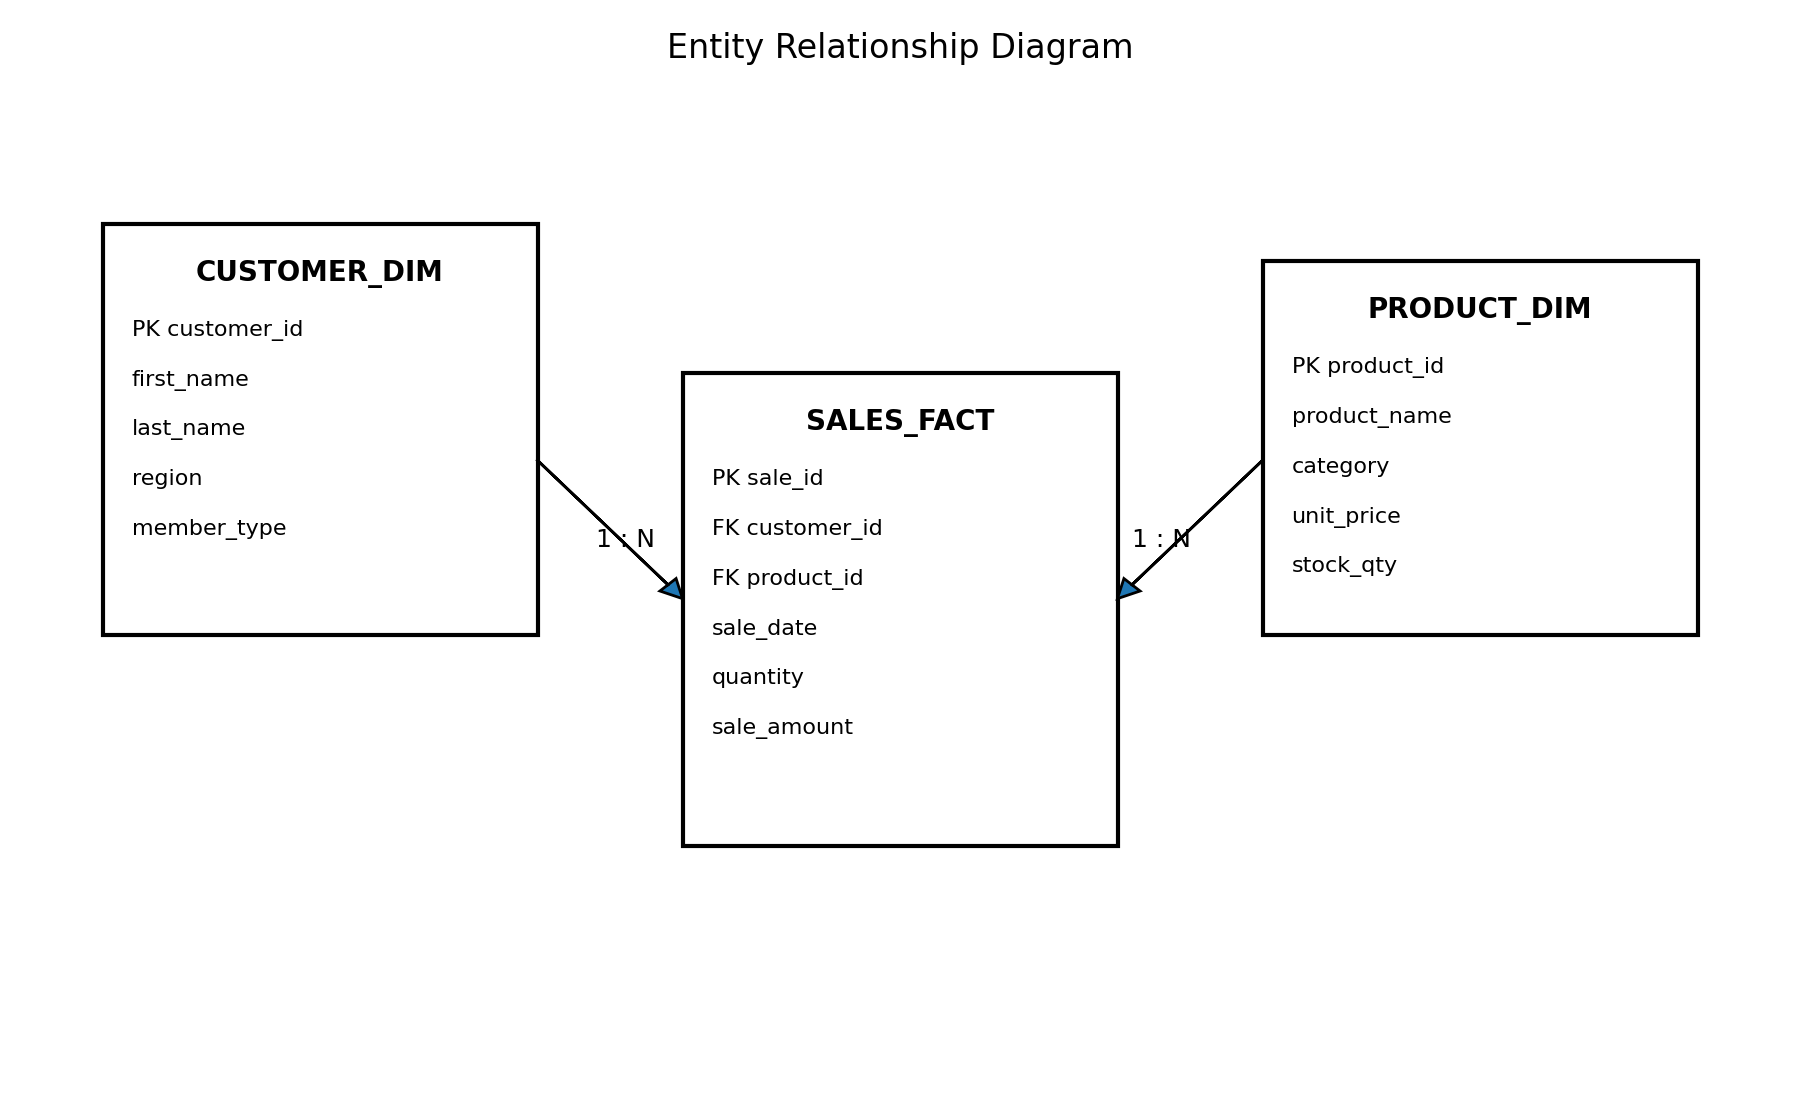 Entity Relationship Diagram
CUSTOMER_DIM
PK customer_id
first_name
last_name
region
member_type
1 : N
SALES_FACT
PK sale_id
FK customer_id
FK product_id
sale_date
quantity
sale_amount
1 : N
PRODUCT_DIM
PK product_id
product_name
category
unit_price
stock_qty